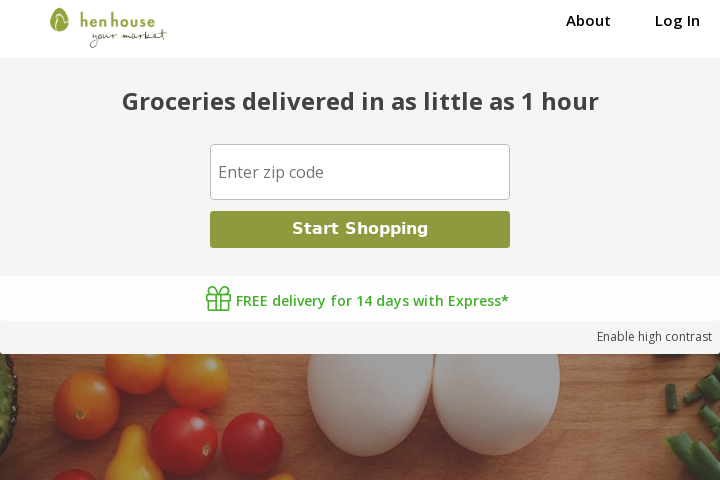 hen house
your market
About
Log In
Groceries delivered in as little as 1 hour
Enter zip code
Start Shopping
FREE delivery for 14 days with Express*
Enable high contrast